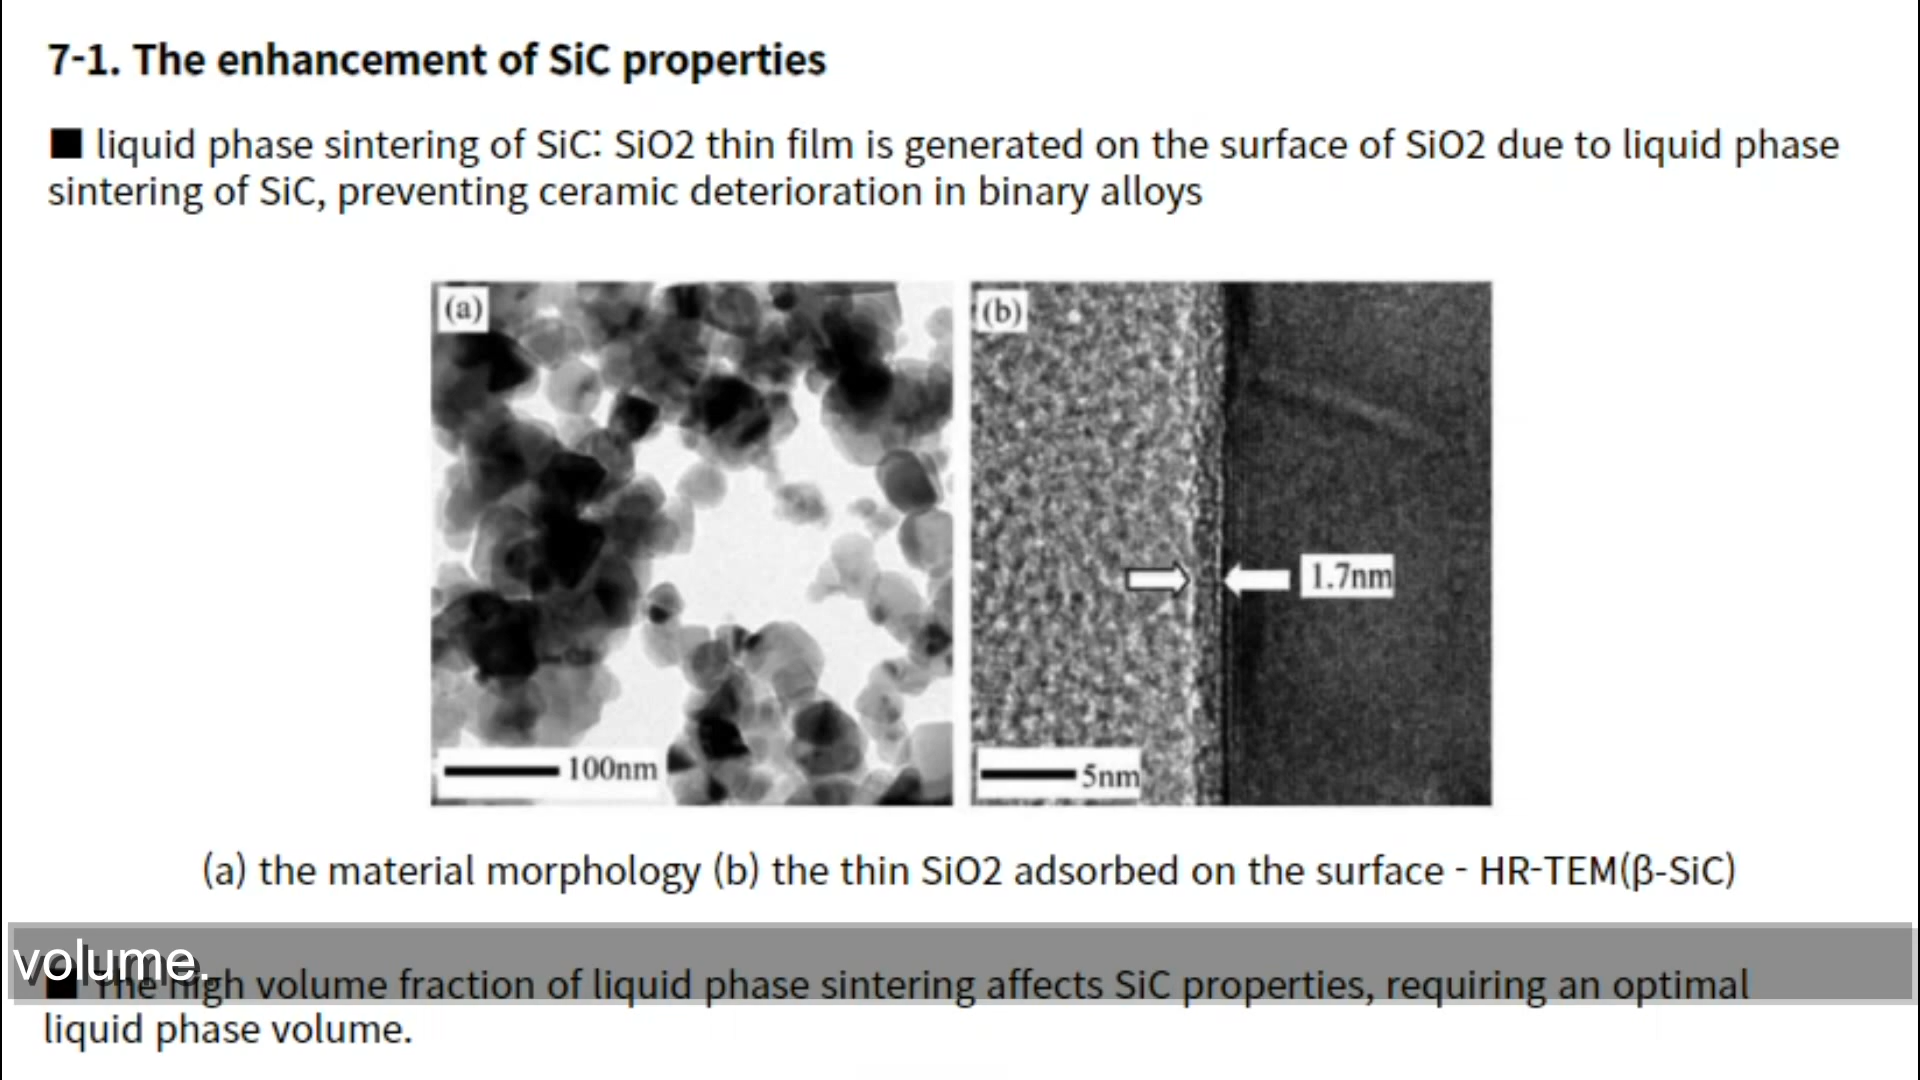 7-1. The enhancement of SiC properties
■ liquid phase sintering of SiC: SiO2 thin film is generated on the surface of SiO2 due to liquid phase
sintering of SiC, preventing ceramic deterioration in binary alloys
(a)
(b)
1.7nm
100nm
5nm
(a) the material morphology (b) the thin SiO2 adsorbed on the surface - HR-TEM(β-SiC)
volume.
■ The high volume fraction of liquid phase sintering affects SiC properties, requiring an optimal
liquid phase volume.